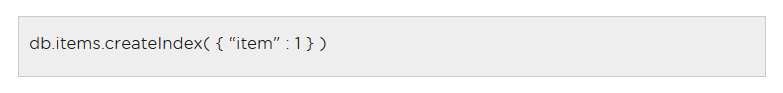 db.items.createIndex( { “item” : 1 } )